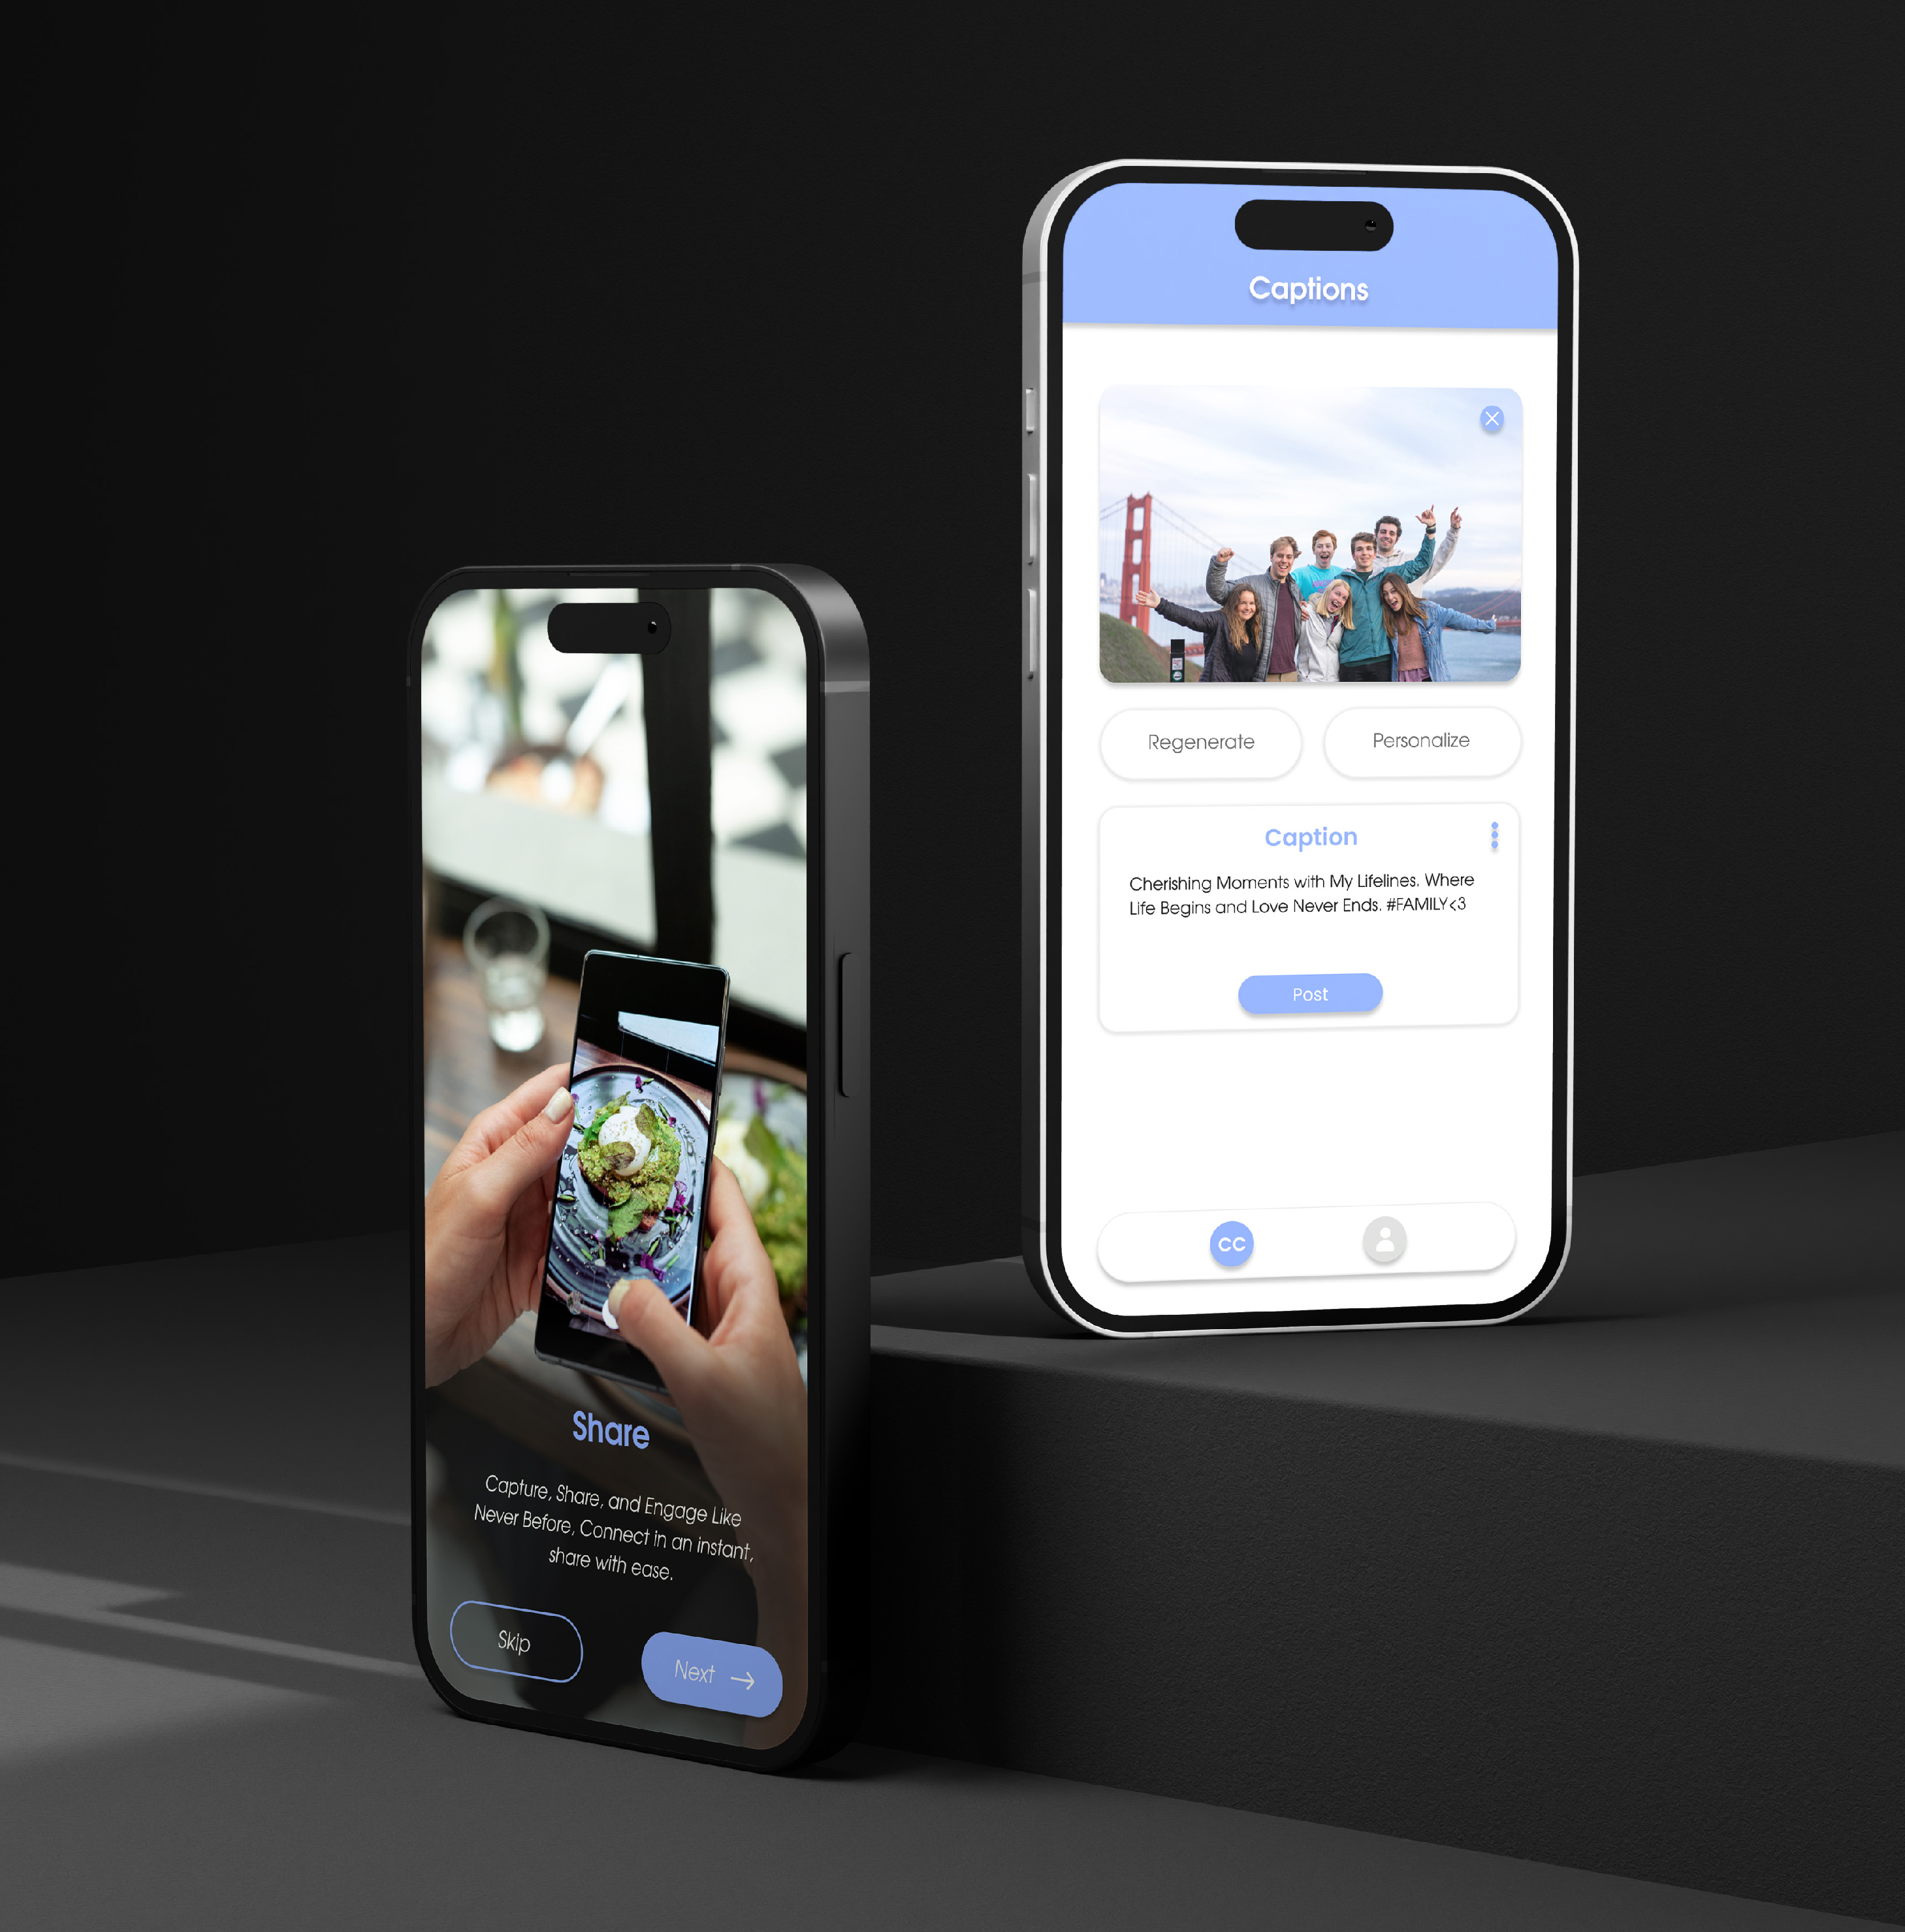 Captions
Regenerate
Personalize
Caption
Cherishing Moments with My Lifelines. Where
Life Begins and Love Never Ends. #FAMILY<3
Post
CC
Share
Capture, Share, and Engage Like
Never Before, Connect in an instant,
share with ease.
Skip
Next →